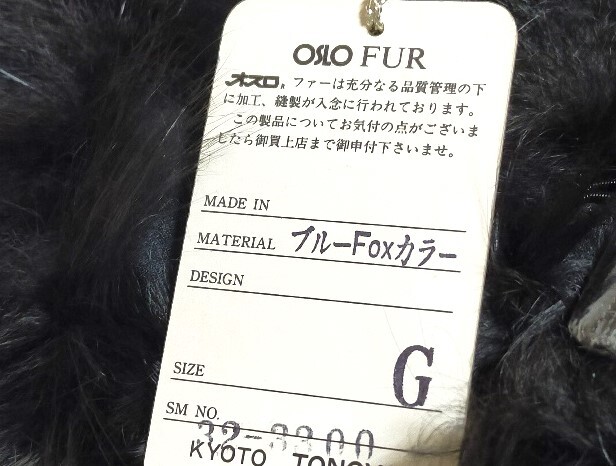 OSLO FUR
オスロ® ファーは充分なる品質管理の下
に加工、縫製が入念に行われております。
この製品についてお気付の点がございま
したら御買上店まで御申付下さいませ。
MADE IN
MATERIAL ブルーFoxカラー
DESIGN
SIZE G
SM NO. 32-3300
KYOTO